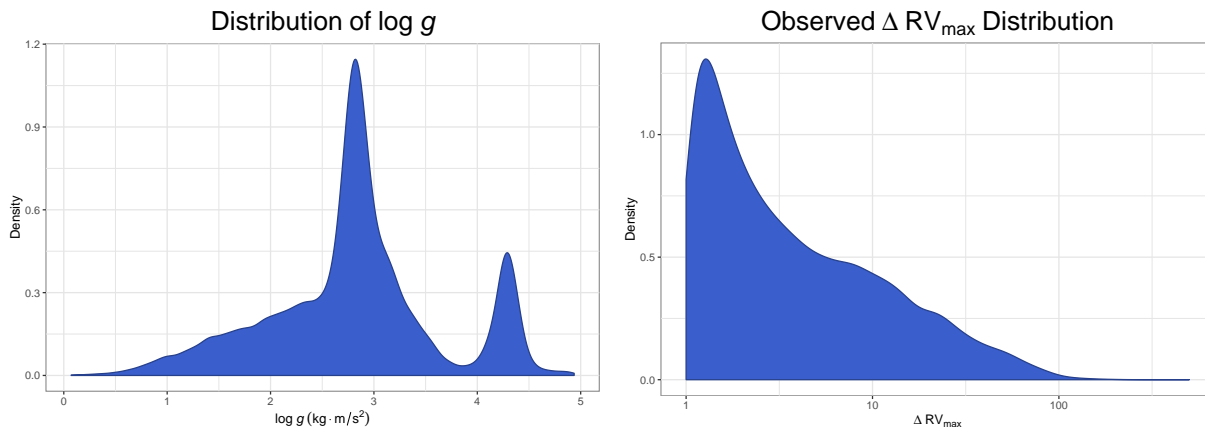 Distribution of log g
1.2
0.9
0.6
0.3
0.0
Density
0 1 2 3 4 5
log g (kg · m/s²)
Observed Δ RVmax Distribution
1.0
0.5
0.0
Density
1 10 100
Δ RVmax